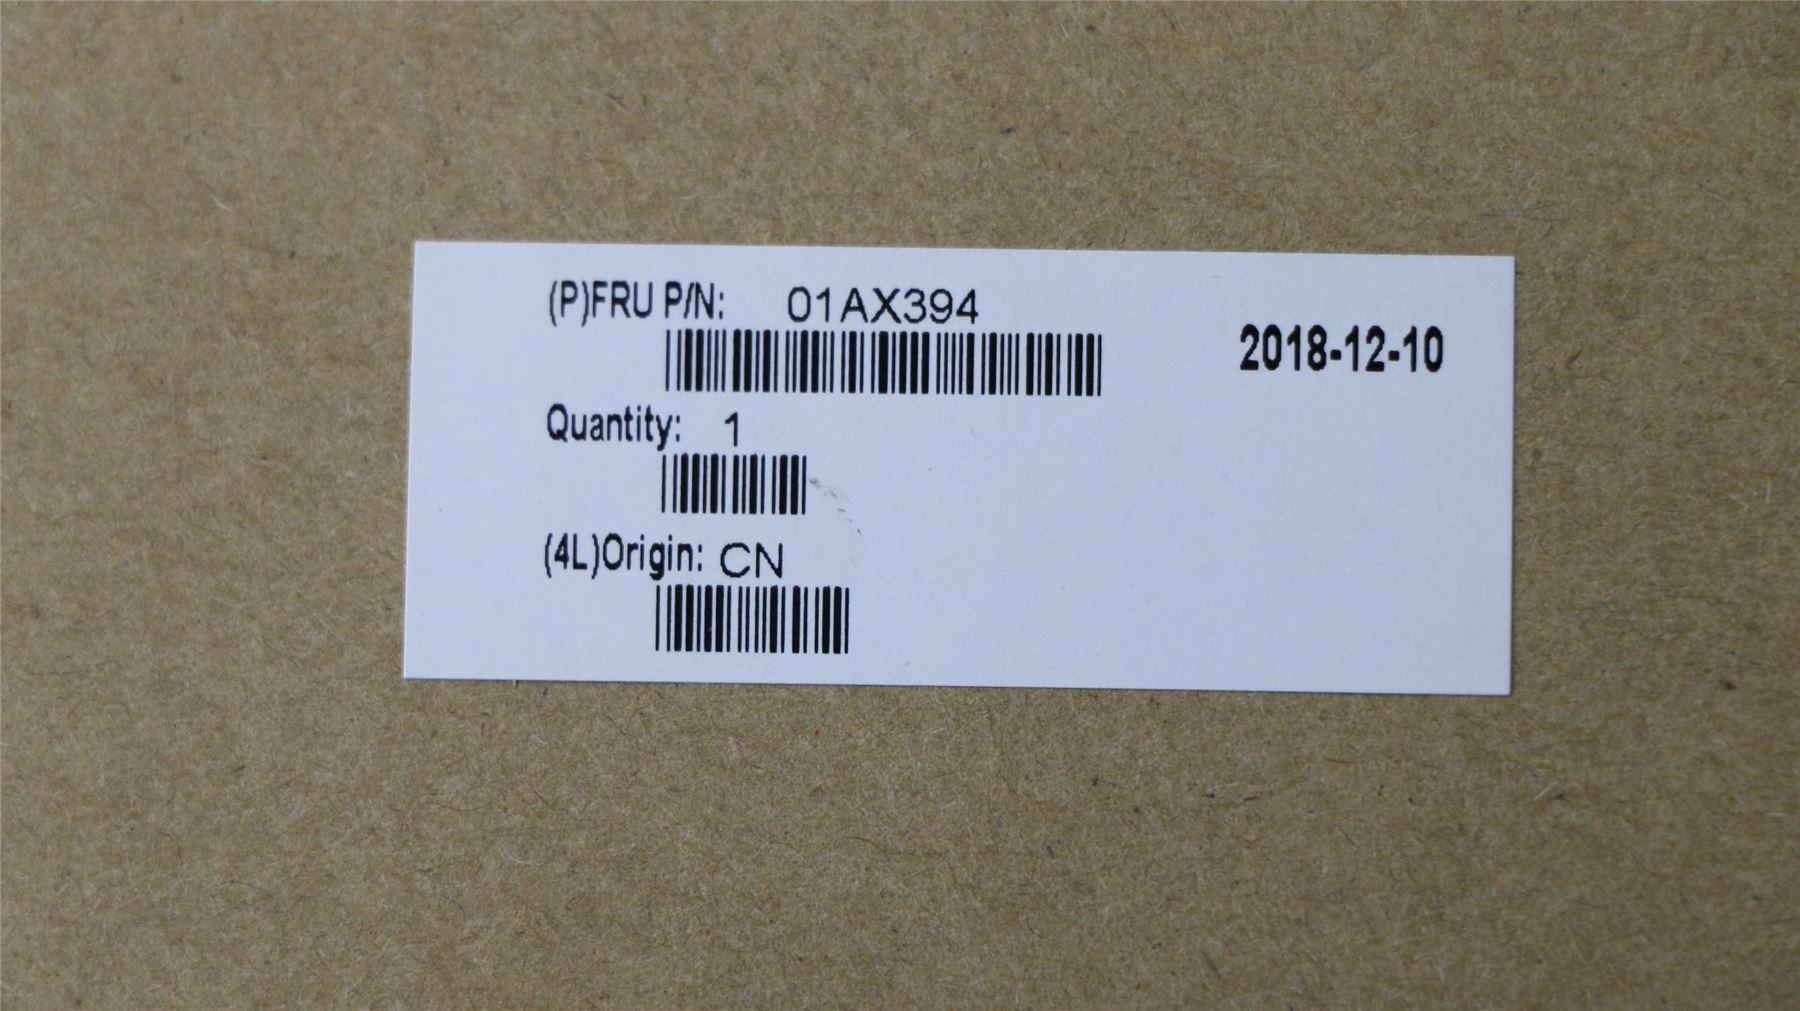 (P)FRU P/N: 01AX394
2018-12-10
Quantity: 1
(4L)Origin: CN